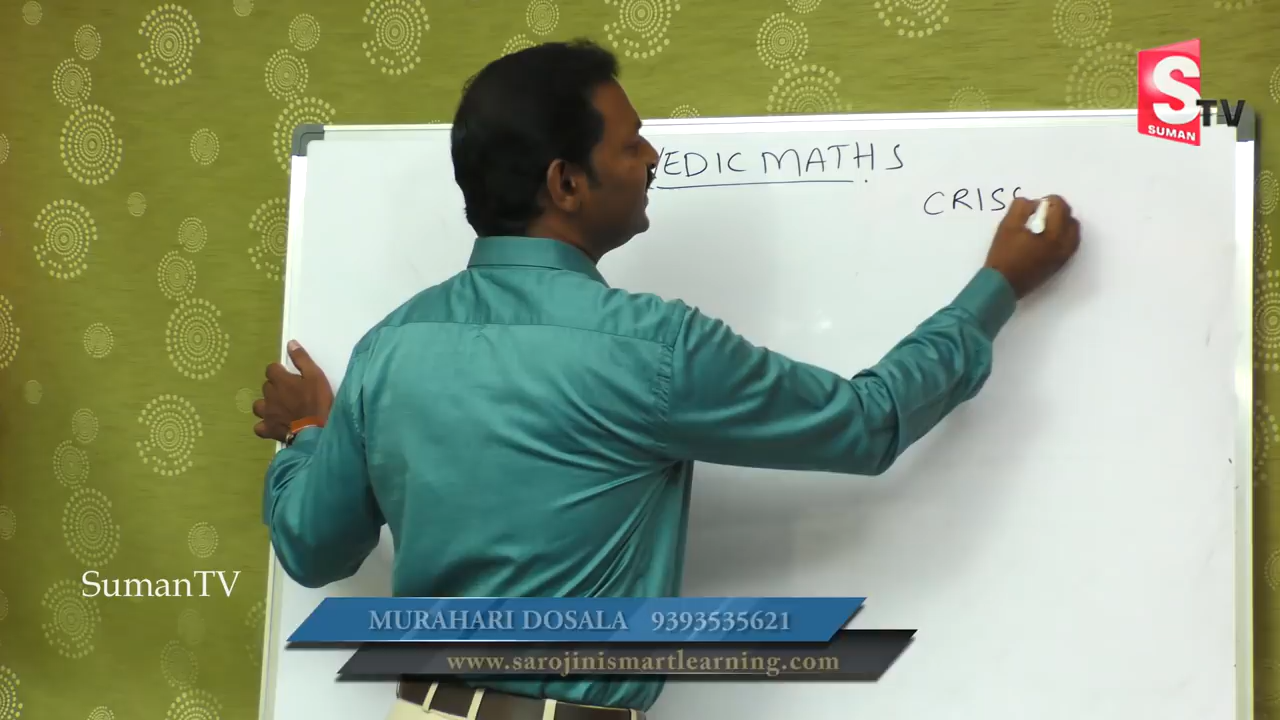 S TV
SUMAN
VEDIC MATHS
CRISS
SumanTV
MURAHARI DOSALA 9393535621
www.sarojinismartlearning.com